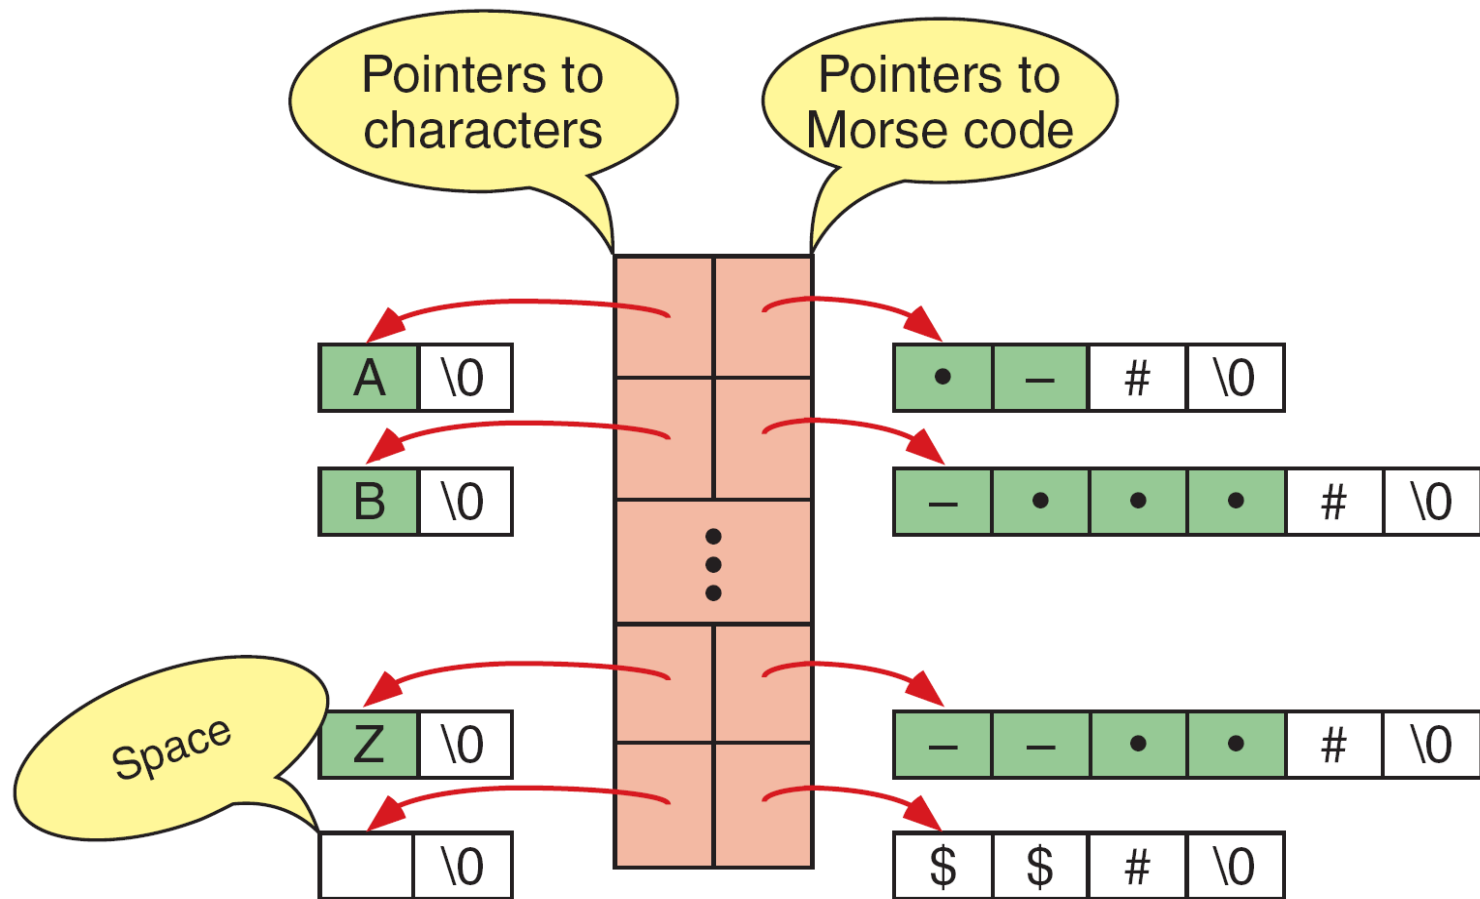 Pointers to
characters
Pointers to
Morse code
A \0
• – # \0
B \0
– • • • # \0
Space
Z \0
– – • • # \0
\0
$ $ # \0